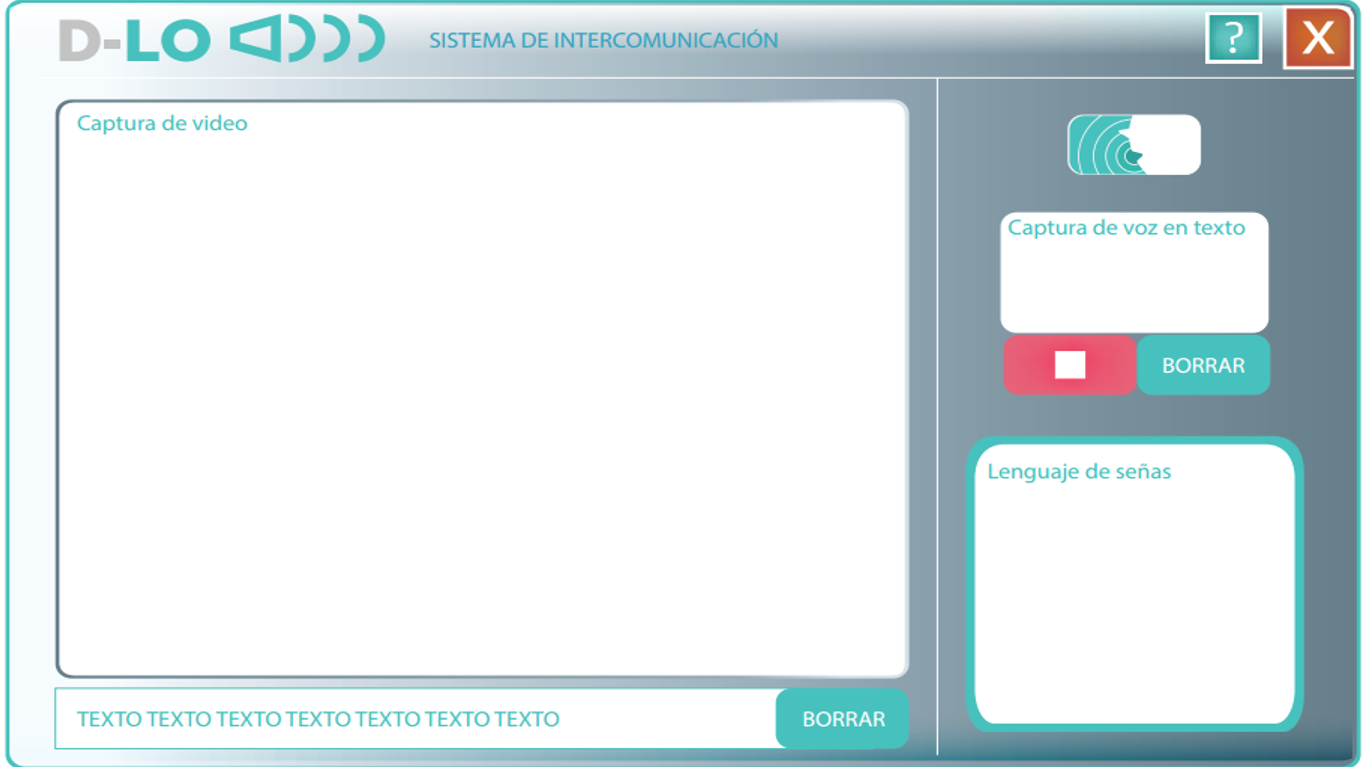 D-LO
SISTEMA DE INTERCOMUNICACIÓN
?
X
Captura de video
TEXTO TEXTO TEXTO TEXTO TEXTO TEXTO TEXTO
BORRAR
Captura de voz en texto
BORRAR
Lenguaje de señas